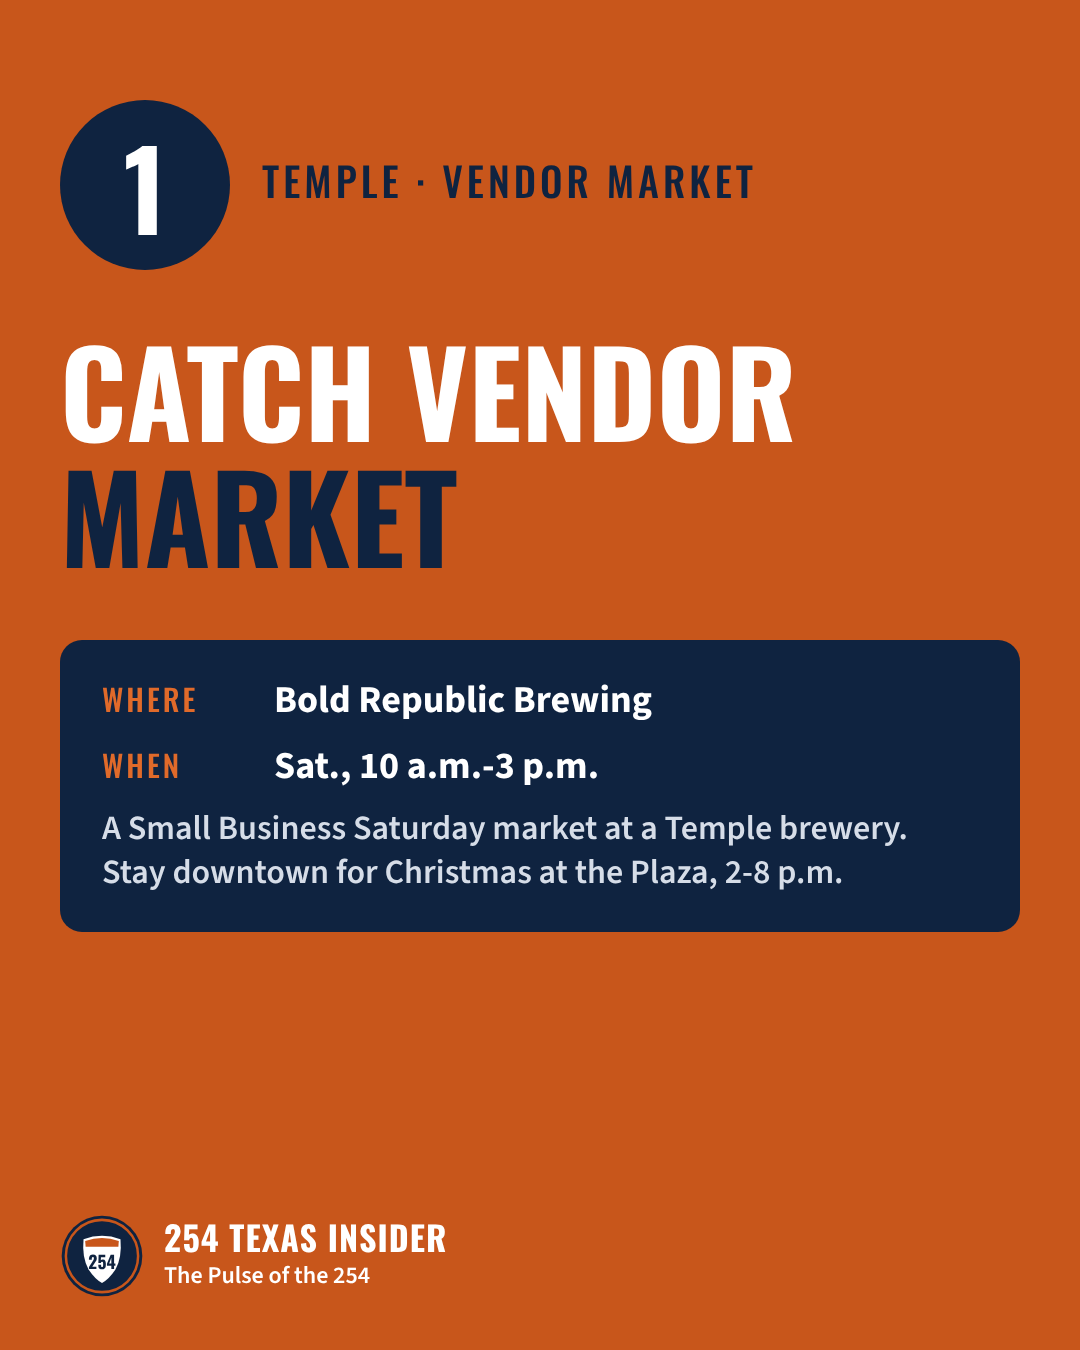 1
TEMPLE · VENDOR MARKET
CATCH VENDOR
MARKET
WHERE Bold Republic Brewing
WHEN Sat., 10 a.m.-3 p.m.
A Small Business Saturday market at a Temple brewery.
Stay downtown for Christmas at the Plaza, 2-8 p.m.
254
254 TEXAS INSIDER
The Pulse of the 254